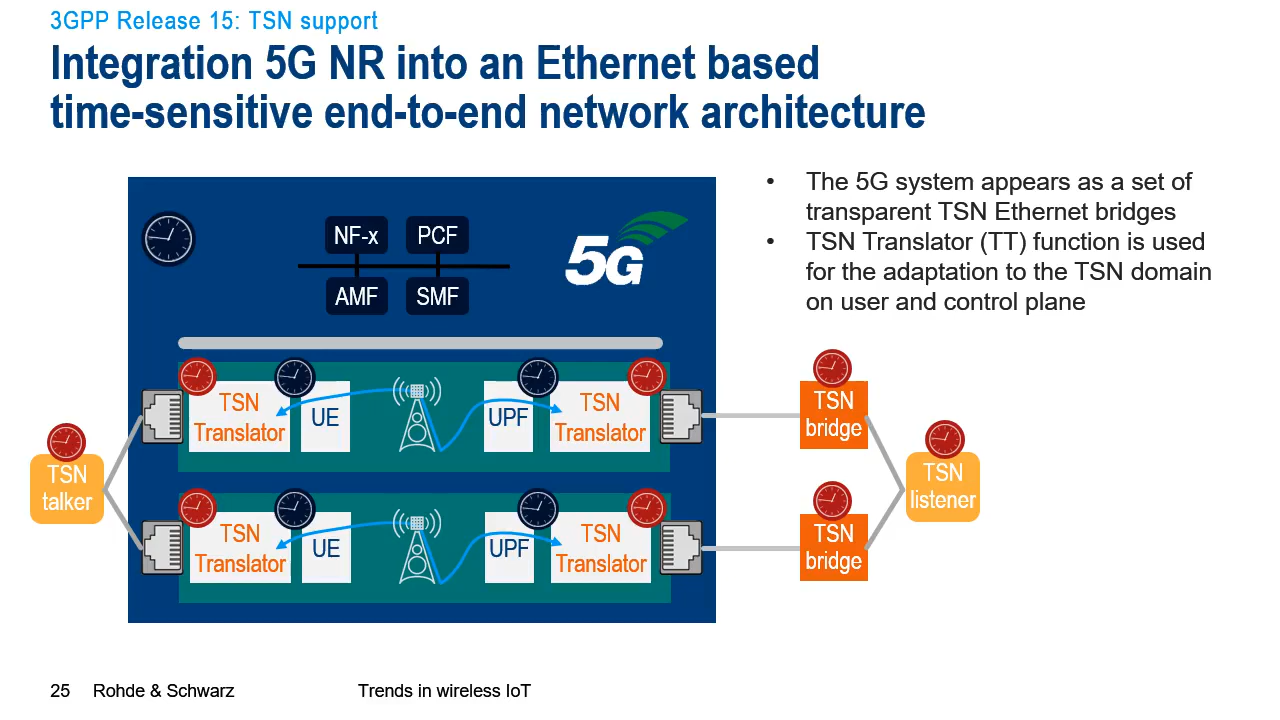 3GPP Release 15: TSN support
Integration 5G NR into an Ethernet based
time-sensitive end-to-end network architecture
• The 5G system appears as a set of
transparent TSN Ethernet bridges
• TSN Translator (TT) function is used
for the adaptation to the TSN domain
on user and control plane
NF-x
PCF
AMF
SMF
5G
TSN
Translator
UE
UPF
TSN
Translator
TSN
bridge
TSN
talker
TSN
listener
TSN
Translator
UE
UPF
TSN
Translator
TSN
bridge
25 Rohde & Schwarz Trends in wireless IoT